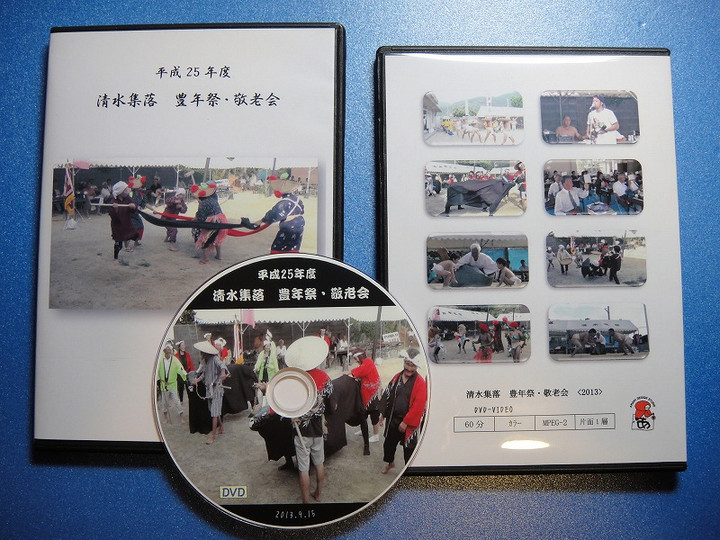 平成25年度
清水集落 豊年祭・敬老会
平成25年度
清水集落 豊年祭・敬老会
DVD
2013.9.15
清水集落 豊年祭・敬老会 <2013>
DVD-VIDEO
60分 カラー MPEG-2 片面1層